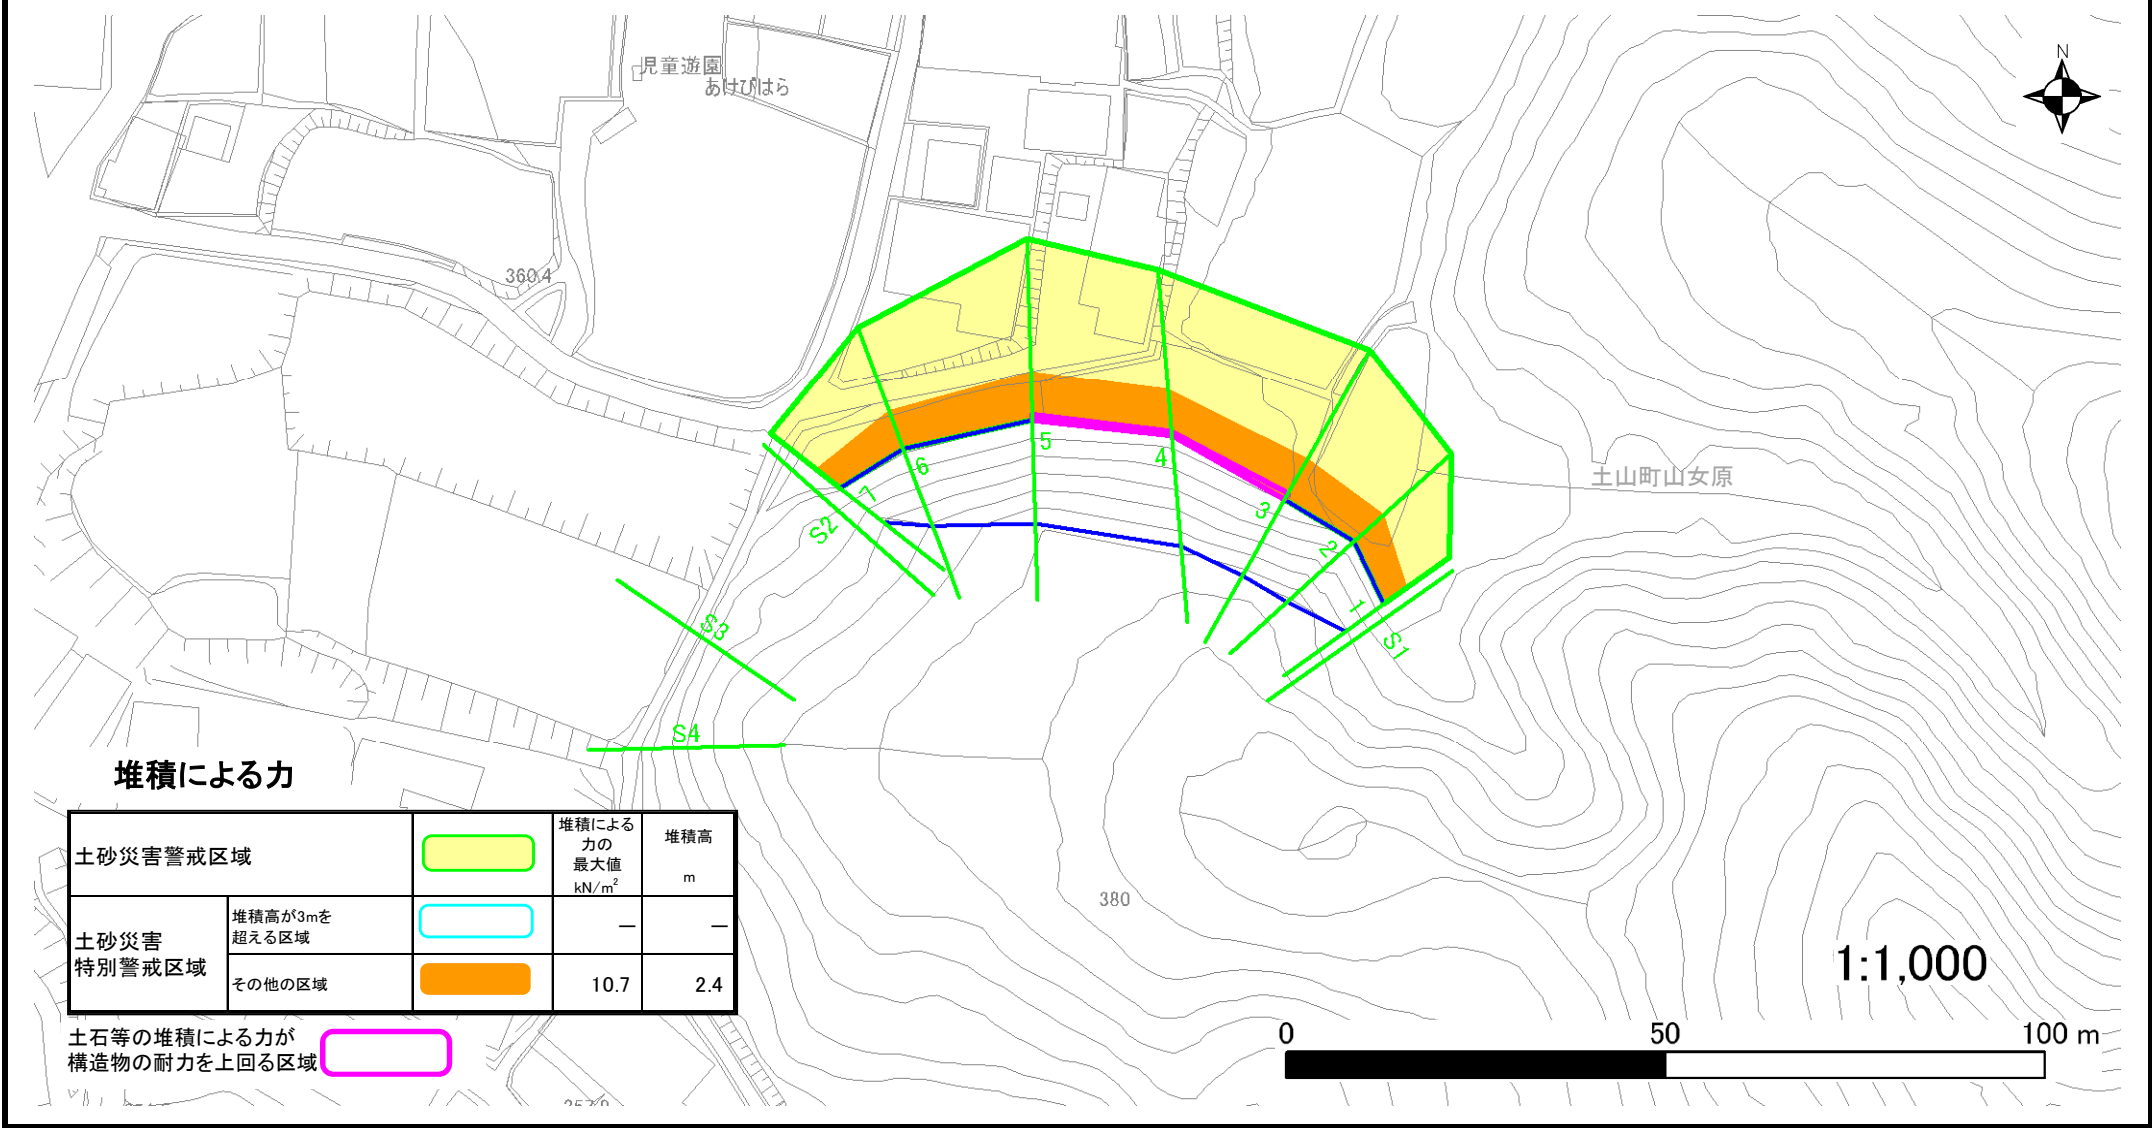 児童遊園
あけびはら
N
360.4
5
4
6
7
3
2
1
S2
S1
S3
S4
土山町山女原
380
堆積による力
土砂災害警戒区域
堆積による
力の
最大値
kN/m²
堆積高
m
土砂災害
特別警戒区域
堆積高が3mを
超える区域
―
―
その他の区域
10.7
2.4
土石等の堆積による力が
構造物の耐力を上回る区域
1:1,000
0
50
100 m